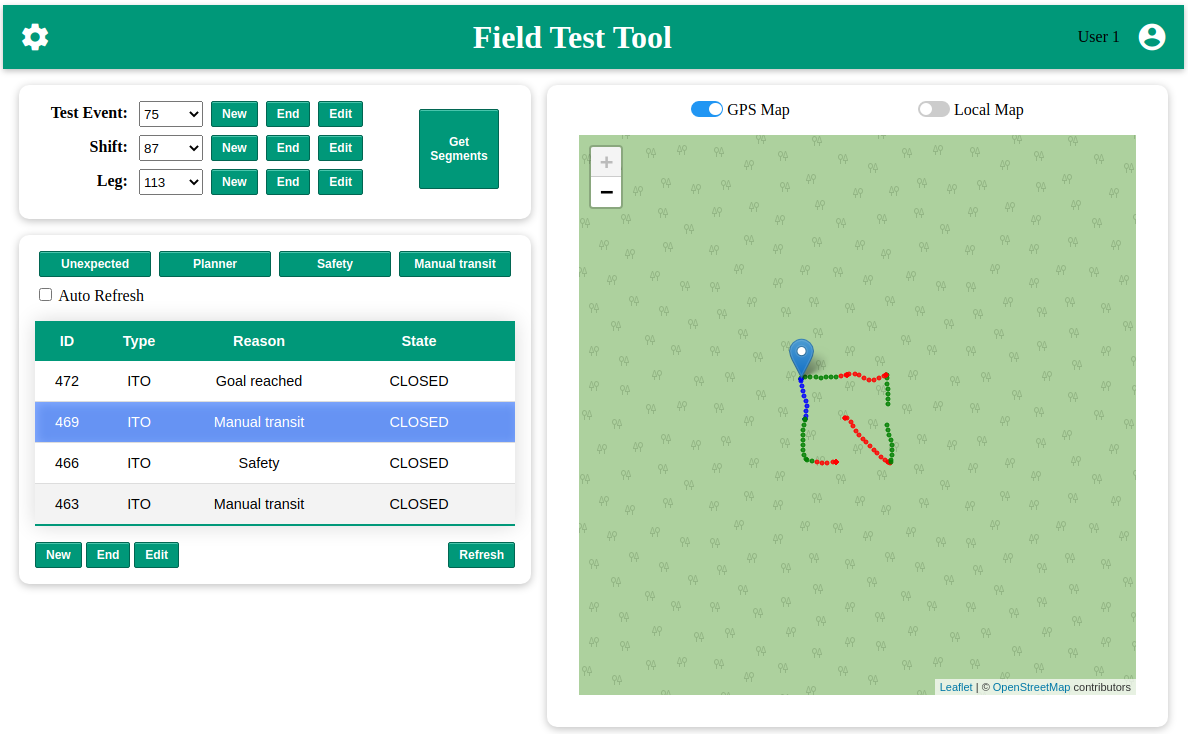 Field Test Tool
User 1
Test Event: 75 New End Edit
Shift: 87 New End Edit
Leg: 113 New End Edit
Get
Segments
Unexpected Planner Safety Manual transit
Auto Refresh
ID Type Reason State
472 ITO Goal reached CLOSED
469 ITO Manual transit CLOSED
466 ITO Safety CLOSED
463 ITO Manual transit CLOSED
New End Edit Refresh
GPS Map Local Map
+
−
Leaflet | © OpenStreetMap contributors